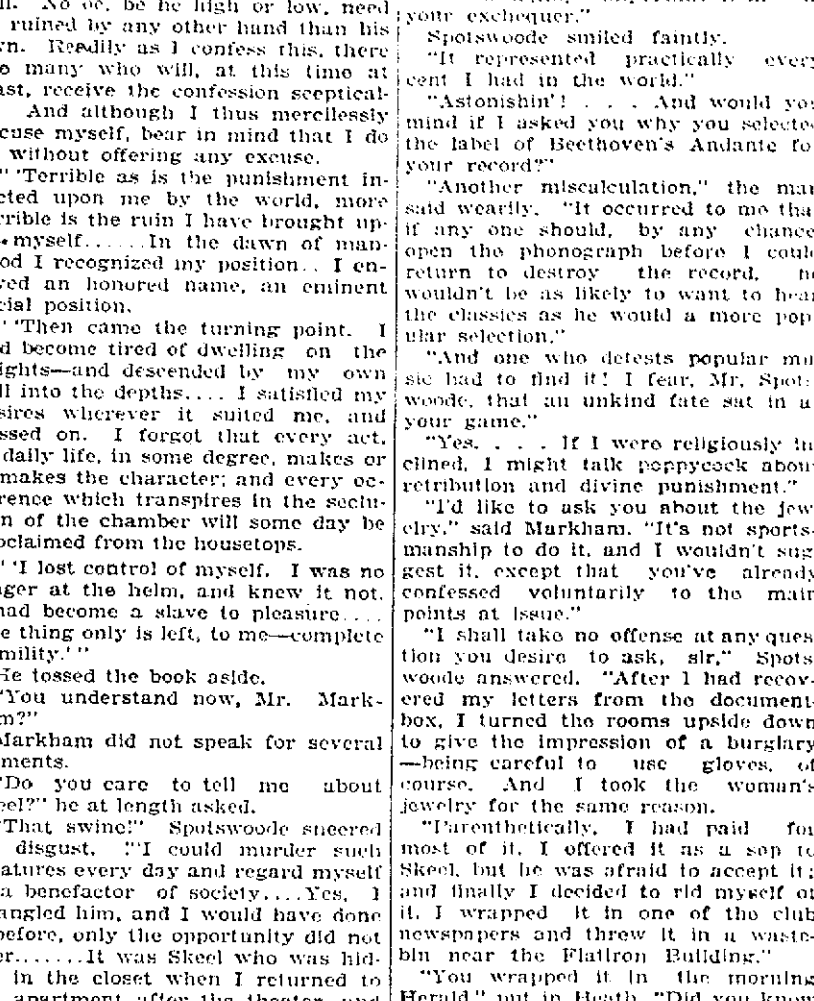 ll. No one, be he high or low, need
ruined by any other hand than his
wn. Readily as I confess this, there
o many who will, at this time at
ast, receive the confession sceptical-
And although I thus mercilessly
cuse myself, bear in mind that I do
without offering any excuse.
" 'Terrible as is the punishment in-
cted upon me by the world, more
rrible is the ruin I have brought up-
myself......In the dawn of man-
od I recognized my position.. I en-
yed an honored name, an eminent
cial position.
' 'Then came the turning point. I
d become tired of dwelling on the
ights—and descended by my own
ll into the depths.... I satisfied my
sires wherever it suited me, and
ssed on. I forgot that every act,
daily life, in some degree, makes or
makes the character; and every oc-
rence which transpires in the seclu-
n of the chamber will some day be
oclaimed from the housetops.
' 'I lost control of myself. I was no
nger at the helm, and knew it not.
had become a slave to pleasure....
e thing only is left, to me—complete
mility.' "
He tossed the book aside.
"You understand now, Mr. Mark-
m?"
Markham did not speak for several
ments.
"Do you care to tell me about
eel?" he at length asked.
"That swine!" Spotswoode sneered
disgust. "I could murder such
atures every day and regard myself
a benefactor of society....Yes, I
angled him, and I would have done
before, only the opportunity did not
er.......It was Skeel who was hid-
in the closet when I returned to
apartment after the theater, and
your exchequer."
Spotswoode smiled faintly.
"It represented practically every
cent I had in the world."
"Astonishin'! . . . And would you
mind if I asked you why you selected
the label of Beethoven's Andante fo
your record?"
"Another miscalculation," the man
said wearily. "It occurred to me tha
if any one should, by any chance
open the phonograph before I could
return to destroy the record, he
wouldn't be as likely to want to hear
the classics as he would a more pop
ular selection."
"And one who detests popular mu
sic had to find it! I fear, Mr. Spots
woode, that an unkind fate sat in a
your game."
"Yes. . . . If I were religiously in
clined, I might talk poppycock about
retribution and divine punishment."
"I'd like to ask you about the jew
elry," said Markham. "It's not sports-
manship to do it, and I wouldn't sug
gest it, except that you've already
confessed voluntarily to the main
points at issue."
"I shall take no offense at any ques
tion you desire to ask, sir," Spots
woode answered. "After I had recov-
ered my letters from the document-
box, I turned the rooms upside down
to give the impression of a burglary
—being careful to use gloves, of
course. And I took the woman's
jewelry for the same reason.
"Parenthetically, I had paid for
most of it. I offered it as a sop to
Skeel, but he was afraid to accept it;
and finally I decided to rid myself of
it. I wrapped it in one of the club
newspapers and threw it in a waste-
bin near the Flatiron Building."
"You wrapped it in the morning
Herald," put in Heath. "Did you know